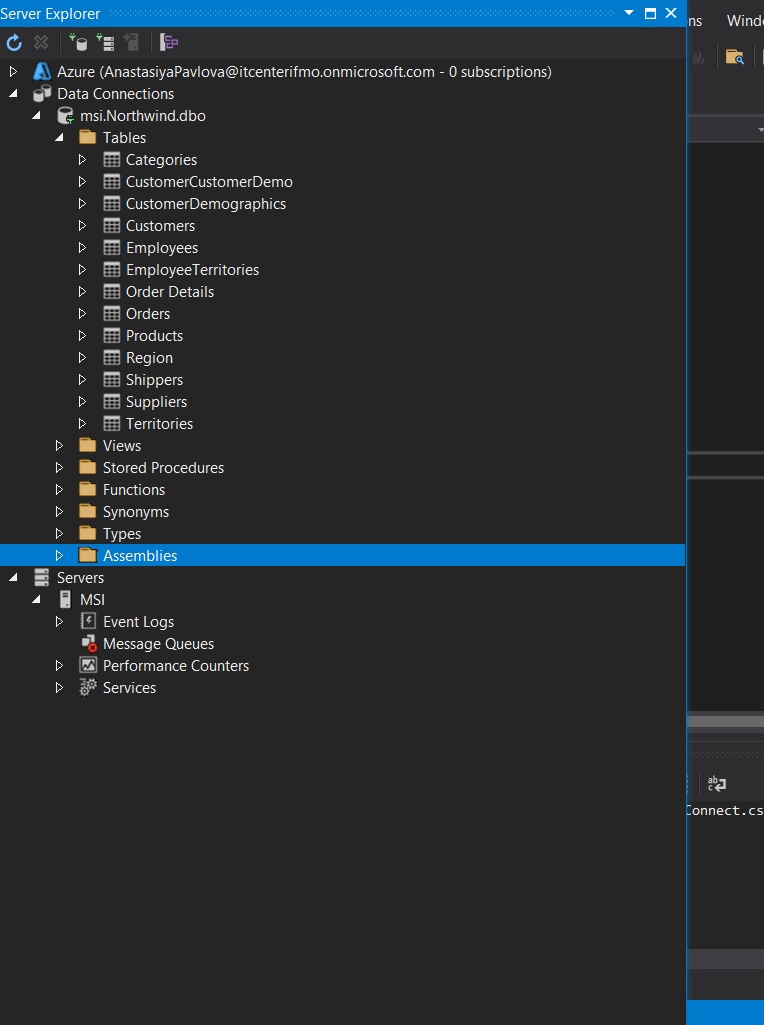 Server Explorer
ns Windo
Azure (AnastasiyaPavlova@itcenterifmo.onmicrosoft.com - 0 subscriptions)
Data Connections
msi.Northwind.dbo
Tables
Categories
CustomerCustomerDemo
CustomerDemographics
Customers
Employees
EmployeeTerritories
Order Details
Orders
Products
Region
Shippers
Suppliers
Territories
Views
Stored Procedures
Functions
Synonyms
Types
Assemblies
Servers
MSI
Event Logs
Message Queues
Performance Counters
Services
Connect.cs